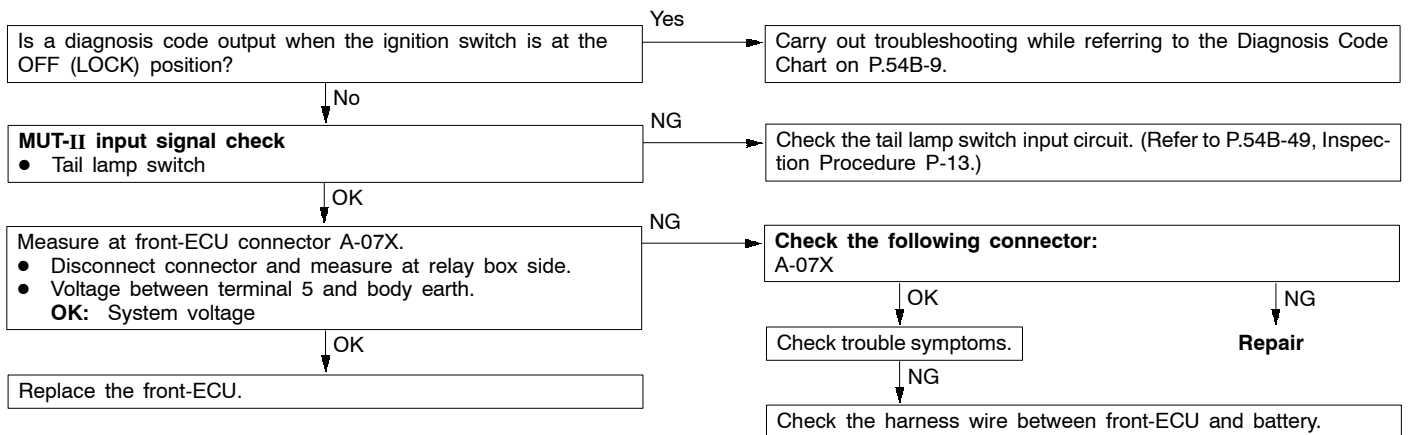 Is a diagnosis code output when the ignition switch is at the
OFF (LOCK) position?
Yes
Carry out troubleshooting while referring to the Diagnosis Code
Chart on P.54B-9.
No
MUT-II input signal check
● Tail lamp switch
NG
Check the tail lamp switch input circuit. (Refer to P.54B-49, Inspec-
tion Procedure P-13.)
OK
Measure at front-ECU connector A-07X.
● Disconnect connector and measure at relay box side.
● Voltage between terminal 5 and body earth.
OK: System voltage
NG
Check the following connector:
A-07X
OK
NG
OK
Check trouble symptoms.
Repair
NG
Replace the front-ECU.
Check the harness wire between front-ECU and battery.